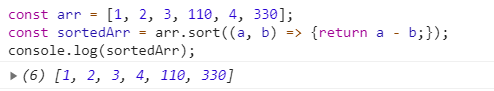 const arr = [1, 2, 3, 110, 4, 330];
const sortedArr = arr.sort((a, b) => {return a - b;});
console.log(sortedArr);
▶ (6) [1, 2, 3, 4, 110, 330]